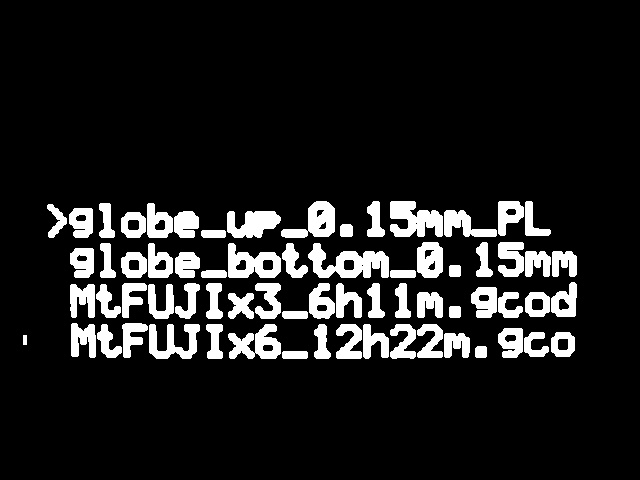 >globe_up_0.15mm_PL
globe_bottom_0.15mm
MtFUJIx3_6h11m.gcod
MtFUJIx6_12h22m.gco